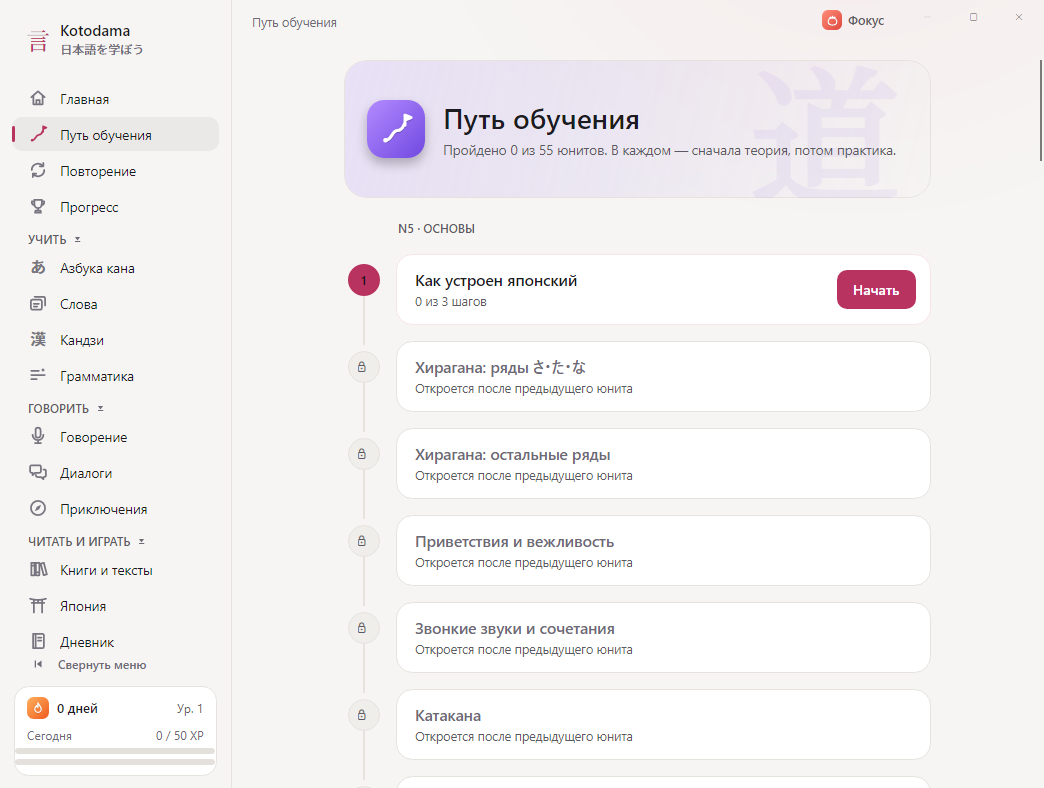 言
Kotodama
日本語を学ぼう
Главная
Путь обучения
Повторение
Прогресс
УЧИТЬ
あ
Азбука кана
Слова
漢
Кандзи
Грамматика
ГОВОРИТЬ
Говорение
Диалоги
Приключения
ЧИТАТЬ И ИГРАТЬ
Книги и тексты
Япония
Дневник
Свернуть меню
0 дней
Ур. 1
Сегодня
0 / 50 XP
Путь обучения
Фокус
道
Путь обучения
Пройдено 0 из 55 юнитов. В каждом — сначала теория, потом практика.
N5 · ОСНОВЫ
1
Как устроен японский
0 из 3 шагов
Начать
Хирагана: ряды さ·た·な
Откроется после предыдущего юнита
Хирагана: остальные ряды
Откроется после предыдущего юнита
Приветствия и вежливость
Откроется после предыдущего юнита
Звонкие звуки и сочетания
Откроется после предыдущего юнита
Катакана
Откроется после предыдущего юнита